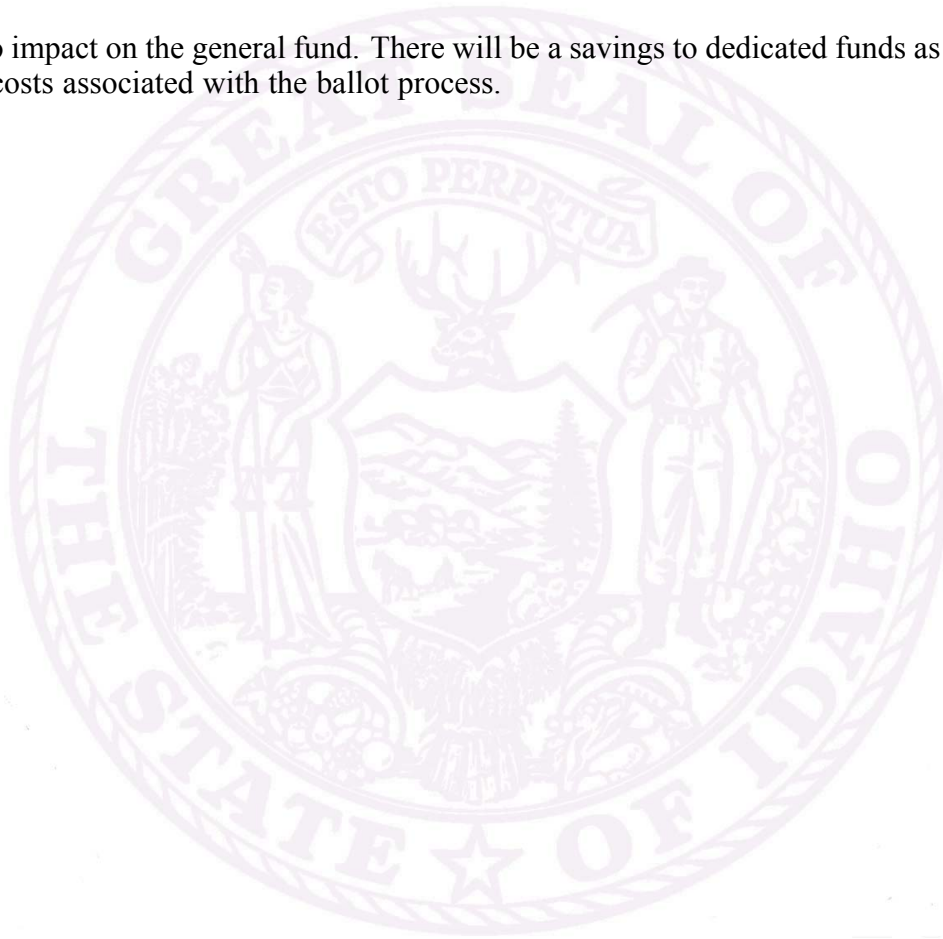 impact on the general fund. There will be a savings to dedicated funds as
costs associated with the ballot process.
GREAT SEAL OF
THE STATE OF IDAHO
ESTO PERPETUA